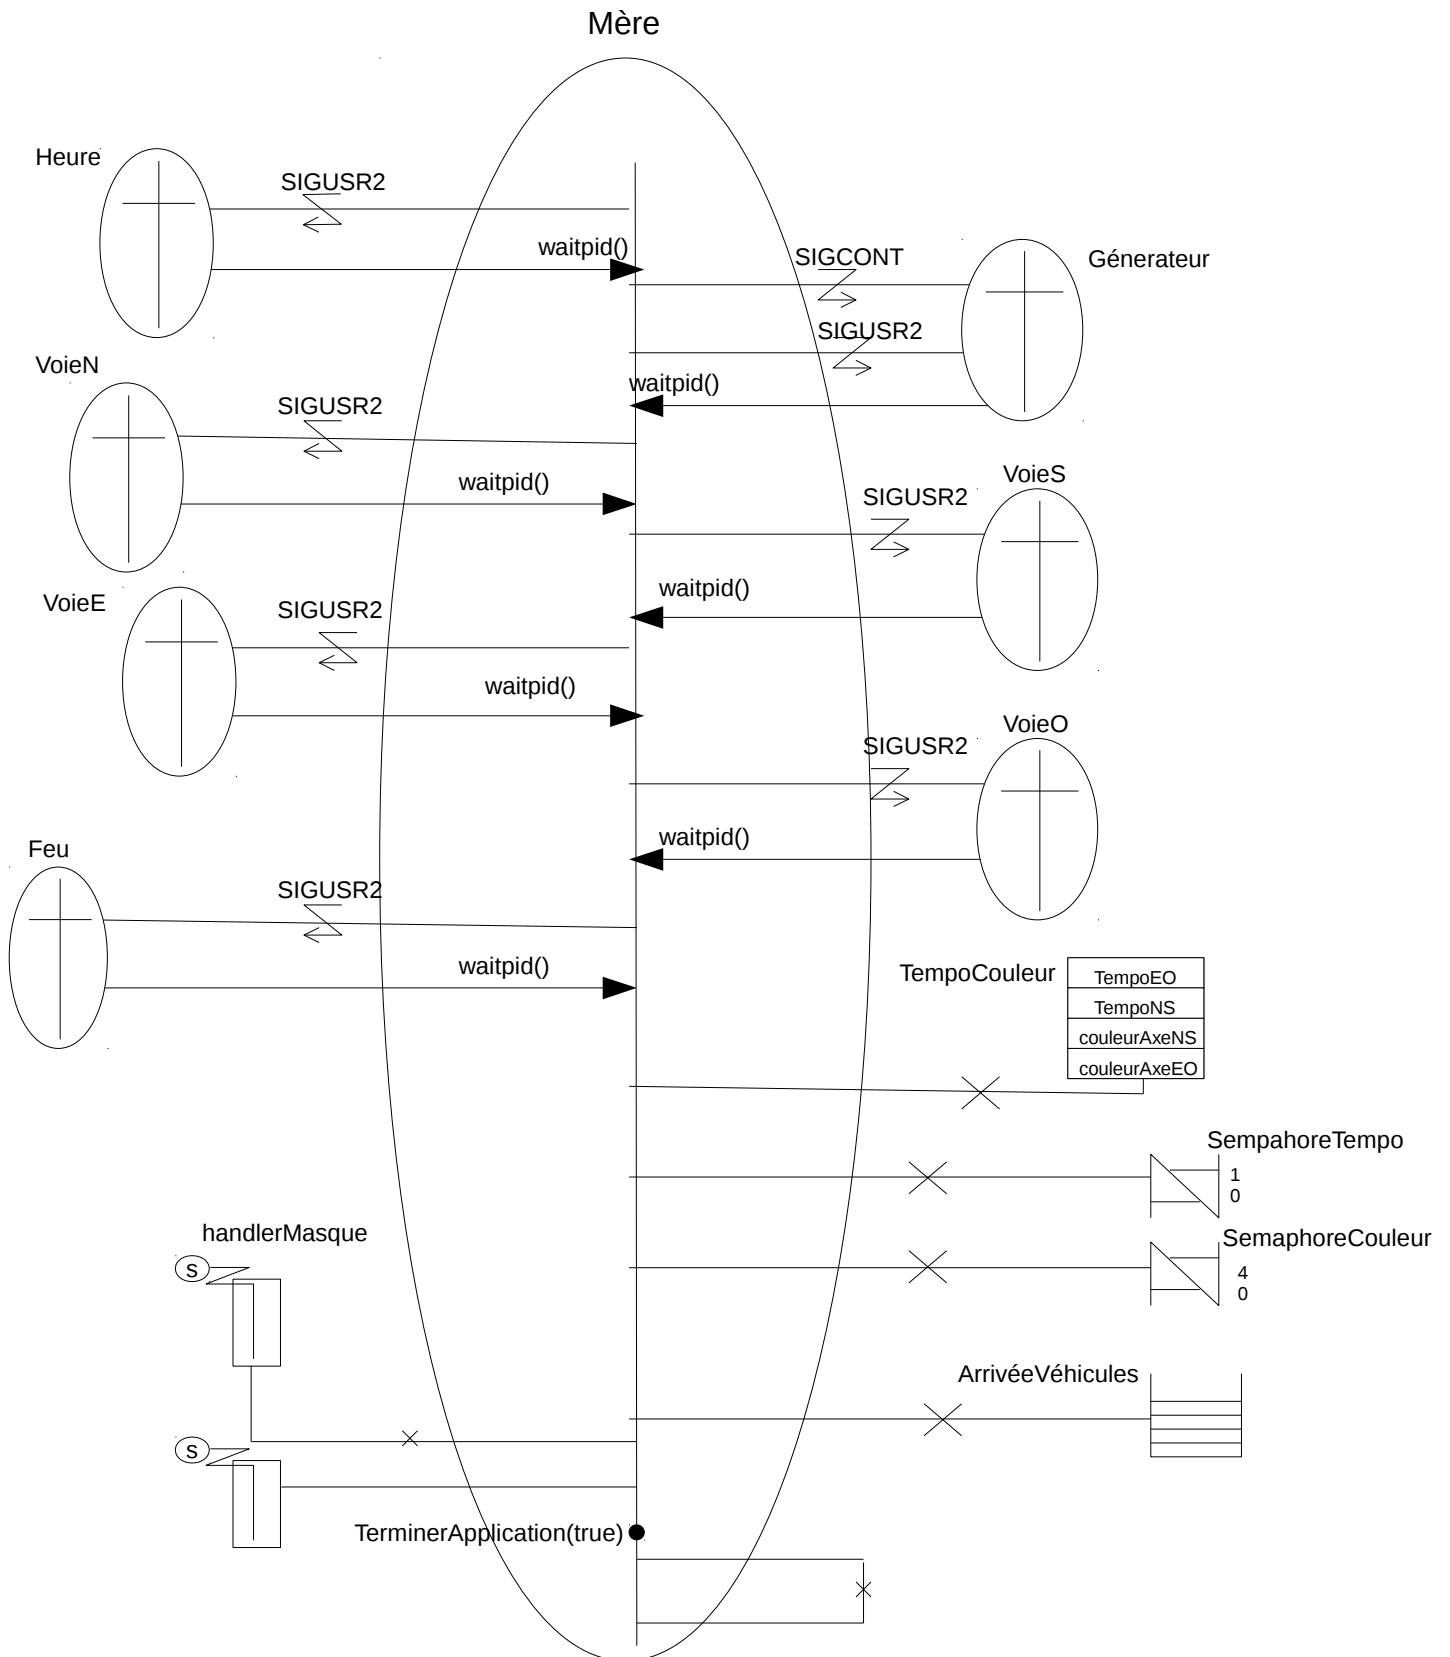 Mère
Heure
SIGUSR2
waitpid()
SIGCONT
Génerateur
SIGUSR2
waitpid()
VoieN
SIGUSR2
waitpid()
VoieS
SIGUSR2
waitpid()
VoieE
SIGUSR2
waitpid()
VoieO
SIGUSR2
waitpid()
Feu
SIGUSR2
waitpid()
TempoCouleur
TempoEO
TempoNS
couleurAxeNS
couleurAxeEO
SempahoreTempo
1
0
handlerMasque
s
SemaphoreCouleur
4
0
ArrivéeVéhicules
s
TerminerApplication(true)